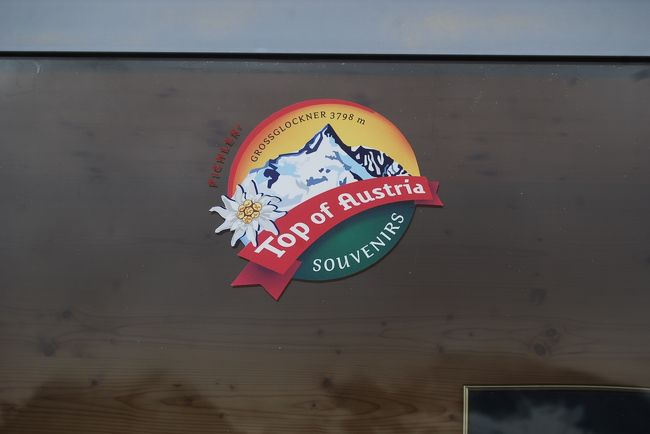 PICHLER'
GROSSGLOCKNER 3798 m
Top of Austria
SOUVENIRS